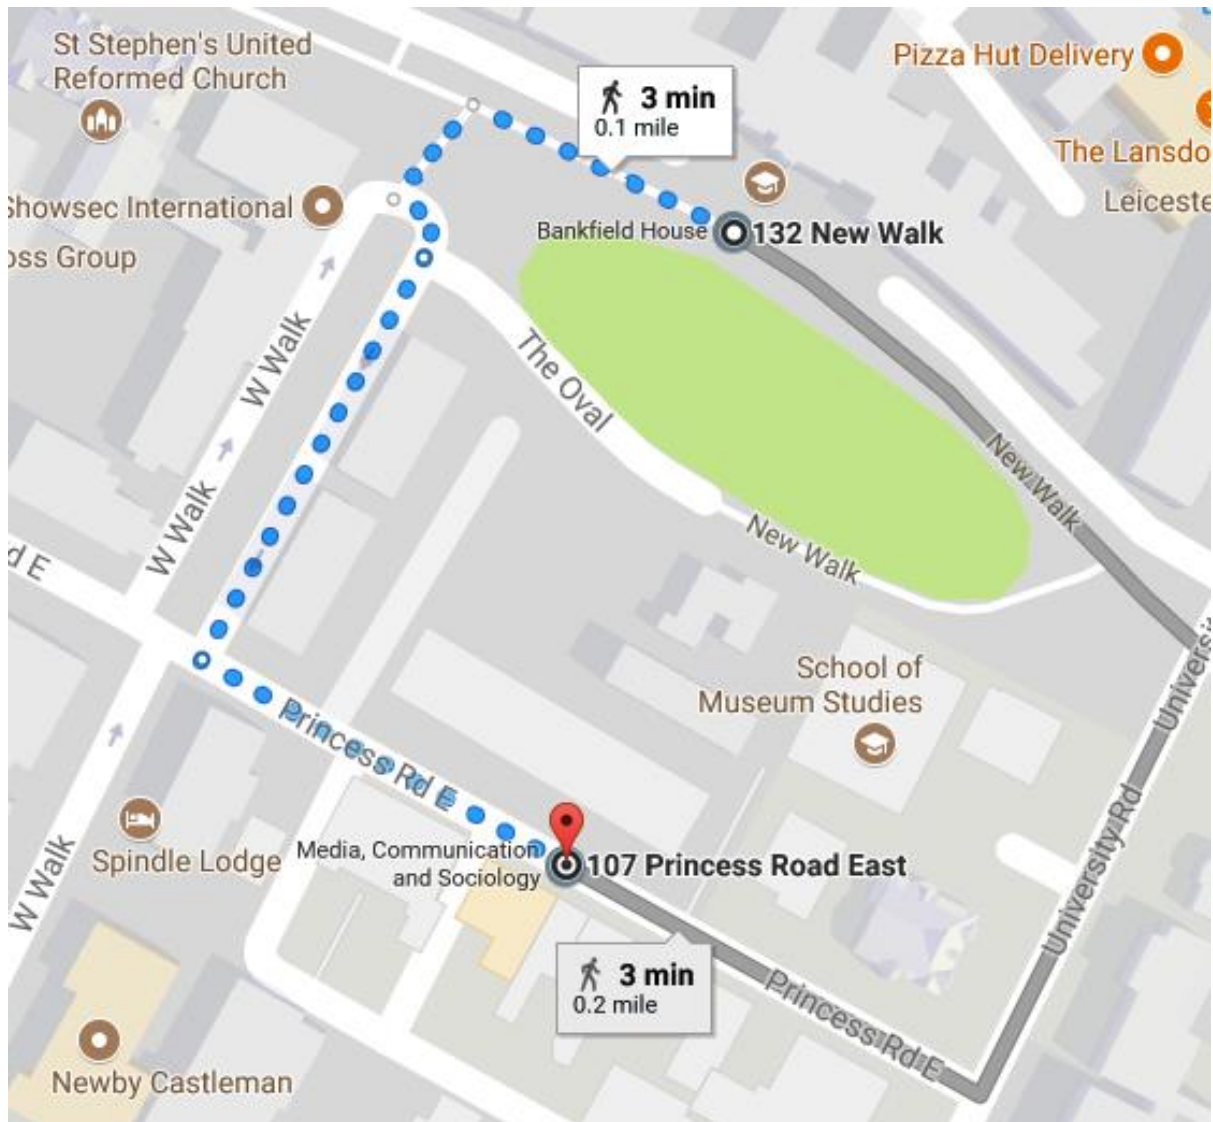 St Stephen's United
Reformed Church
Pizza Hut Delivery
3 min
0.1 mile
The Lansdo
Showsec International
Leiceste
Bankfield House
132 New Walk
oss Group
W Walk
The Oval
New Walk
W Walk
New Walk
d E
School of
Museum Studies
Universit
Princess Rd E
University Rd
Spindle Lodge
Media, Communication
and Sociology
107 Princess Road East
W Walk
3 min
0.2 mile
Princess Rd E
Newby Castleman